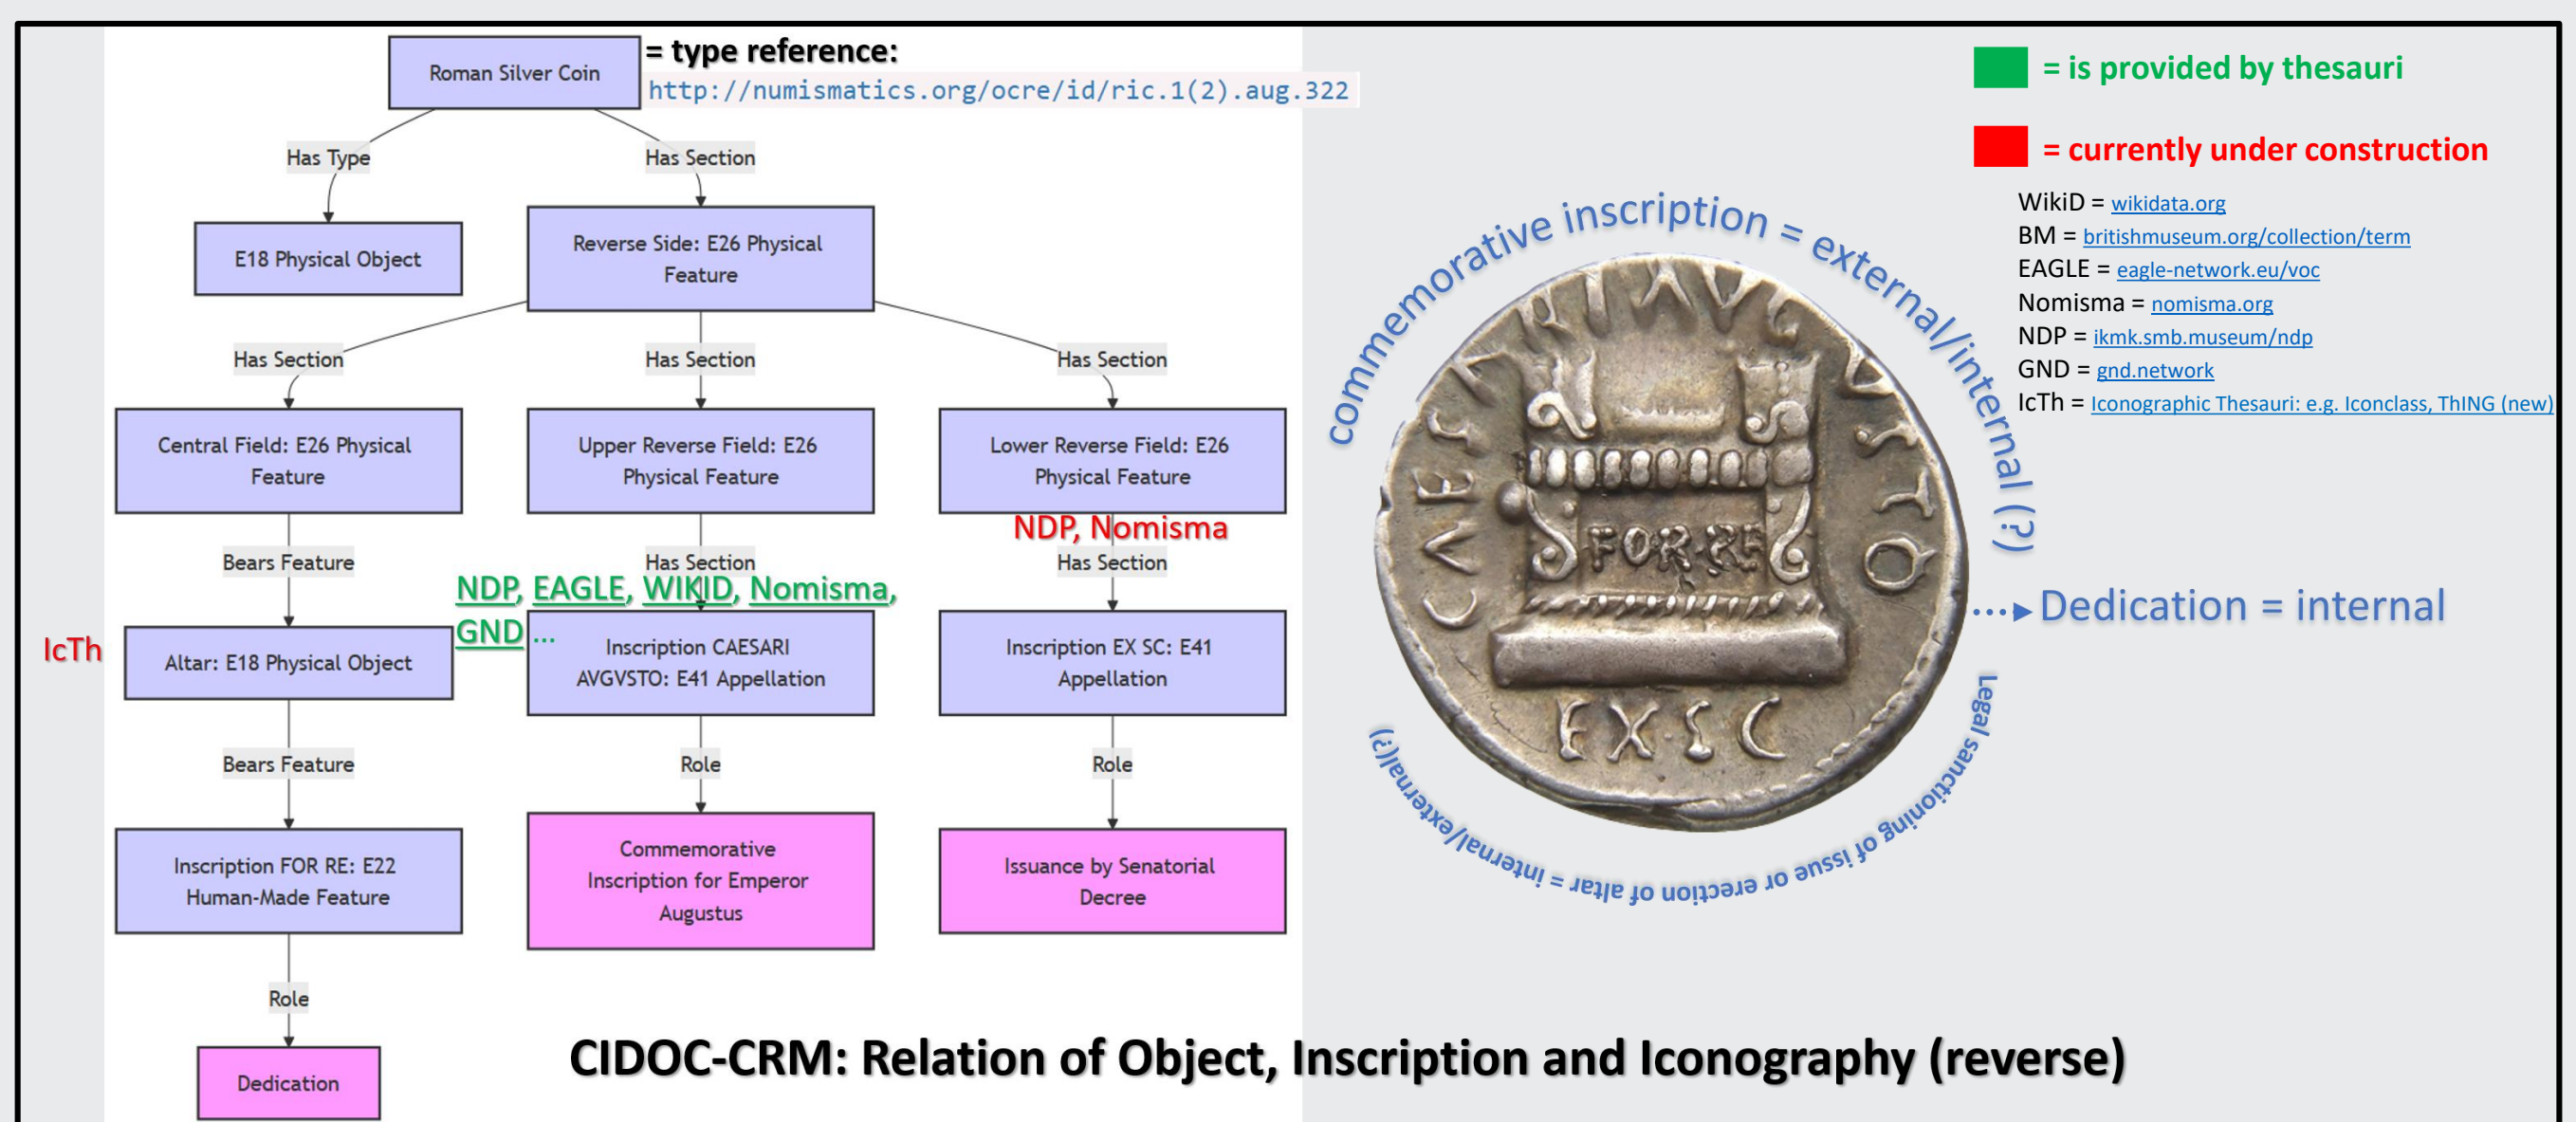 Roman Silver Coin
= type reference:
http://numismatics.org/ocre/id/ric.1(2).aug.322
Has Type
Has Section
E18 Physical Object
Reverse Side: E26 Physical
Feature
Has Section
Has Section
Has Section
Central Field: E26 Physical
Feature
Upper Reverse Field: E26
Physical Feature
Lower Reverse Field: E26
Physical Feature
NDP, Nomisma
Bears Feature
Has Section
Has Section
NDP, EAGLE, WIKID, Nomisma,
GND ...
IcTh
Altar: E18 Physical Object
Inscription CAESARI
AVGVSTO: E41 Appellation
Inscription EX SC: E41
Appellation
Bears Feature
Role
Role
Inscription FOR RE: E22
Human-Made Feature
Commemorative
Inscription for Emperor
Augustus
Issuance by Senatorial
Decree
Role
Dedication
= is provided by thesauri
= currently under construction
WikiD = wikidata.org
BM = britishmuseum.org/collection/term
EAGLE = eagle-network.eu/voc
Nomisma = nomisma.org
NDP = ikmk.smb.museum/ndp
GND = gnd.network
IcTh = Iconographic Thesauri: e.g. Iconclass, ThING (new)
commemorative inscription = external/internal (?)
CAESARI AVGVSTO
FOR·RE
EX·SC
Dedication = internal
Legal sanctioning of issue or erection of altar = internal/external(?)
CIDOC-CRM: Relation of Object, Inscription and Iconography (reverse)